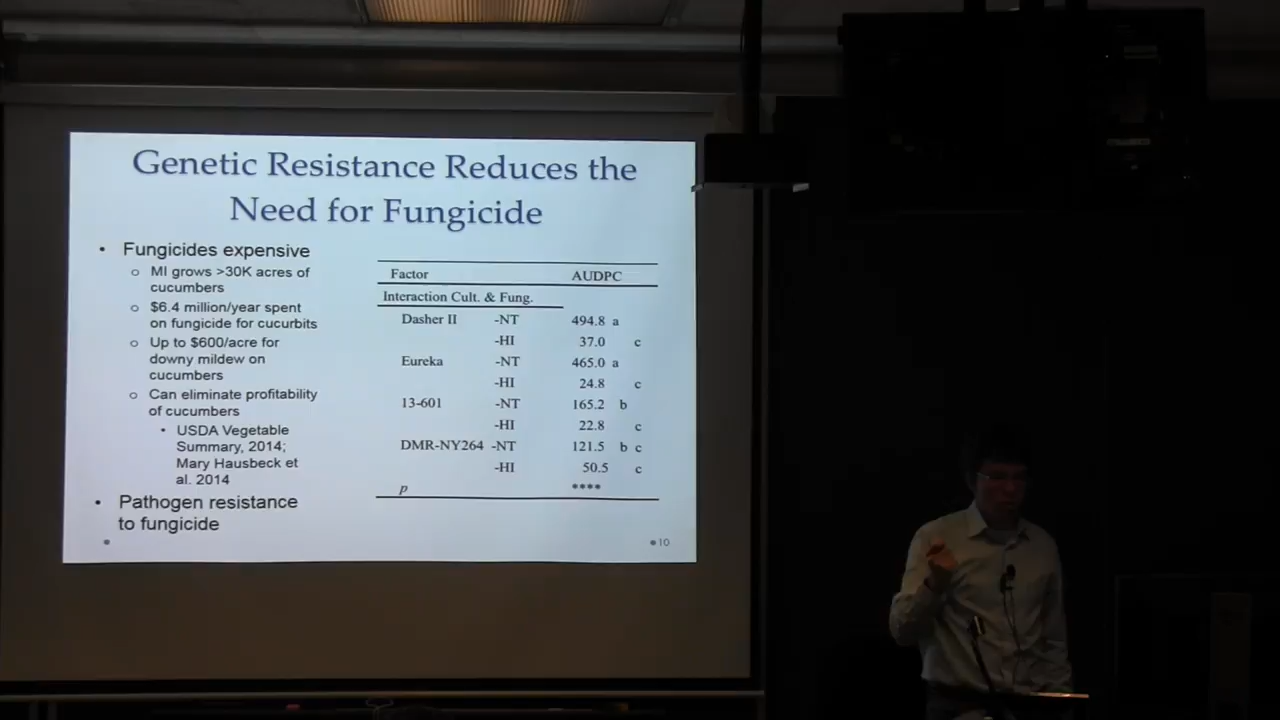 Genetic Resistance Reduces the
Need for Fungicide
• Fungicides expensive
o MI grows >30K acres of
cucumbers
o $6.4 million/year spent
on fungicide for cucurbits
o Up to $600/acre for
downy mildew on
cucumbers
o Can eliminate profitability
of cucumbers
• USDA Vegetable
Summary, 2014;
Mary Hausbeck et
al. 2014
• Pathogen resistance
to fungicide
Factor AUDPC
Interaction Cult. & Fung.
Dasher II -NT 494.8 a
-HI 37.0 c
Eureka -NT 465.0 a
-HI 24.8 c
13-601 -NT 165.2 b
-HI 22.8 c
DMR-NY264 -NT 121.5 b c
-HI 50.5 c
p ****
10